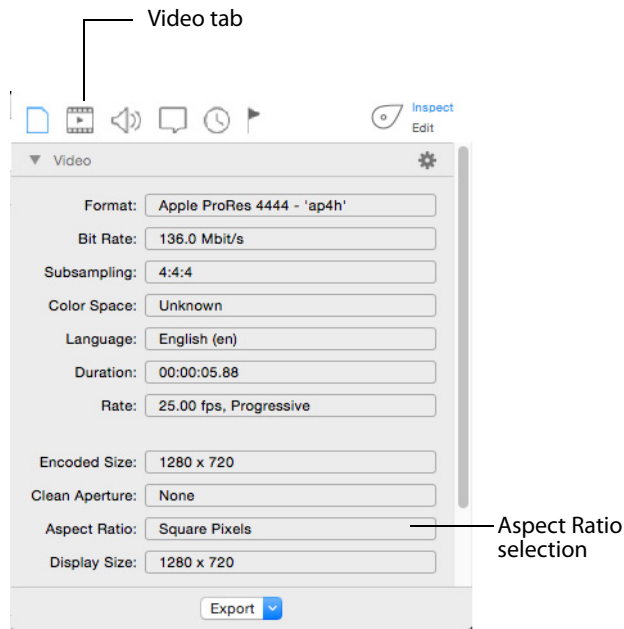 Video tab
Inspect
Edit
Video
Format: Apple ProRes 4444 - 'ap4h'
Bit Rate: 136.0 Mbit/s
Subsampling: 4:4:4
Color Space: Unknown
Language: English (en)
Duration: 00:00:05.88
Rate: 25.00 fps, Progressive
Encoded Size: 1280 x 720
Clean Aperture: None
Aspect Ratio: Square Pixels
Aspect Ratio
selection
Display Size: 1280 x 720
Export